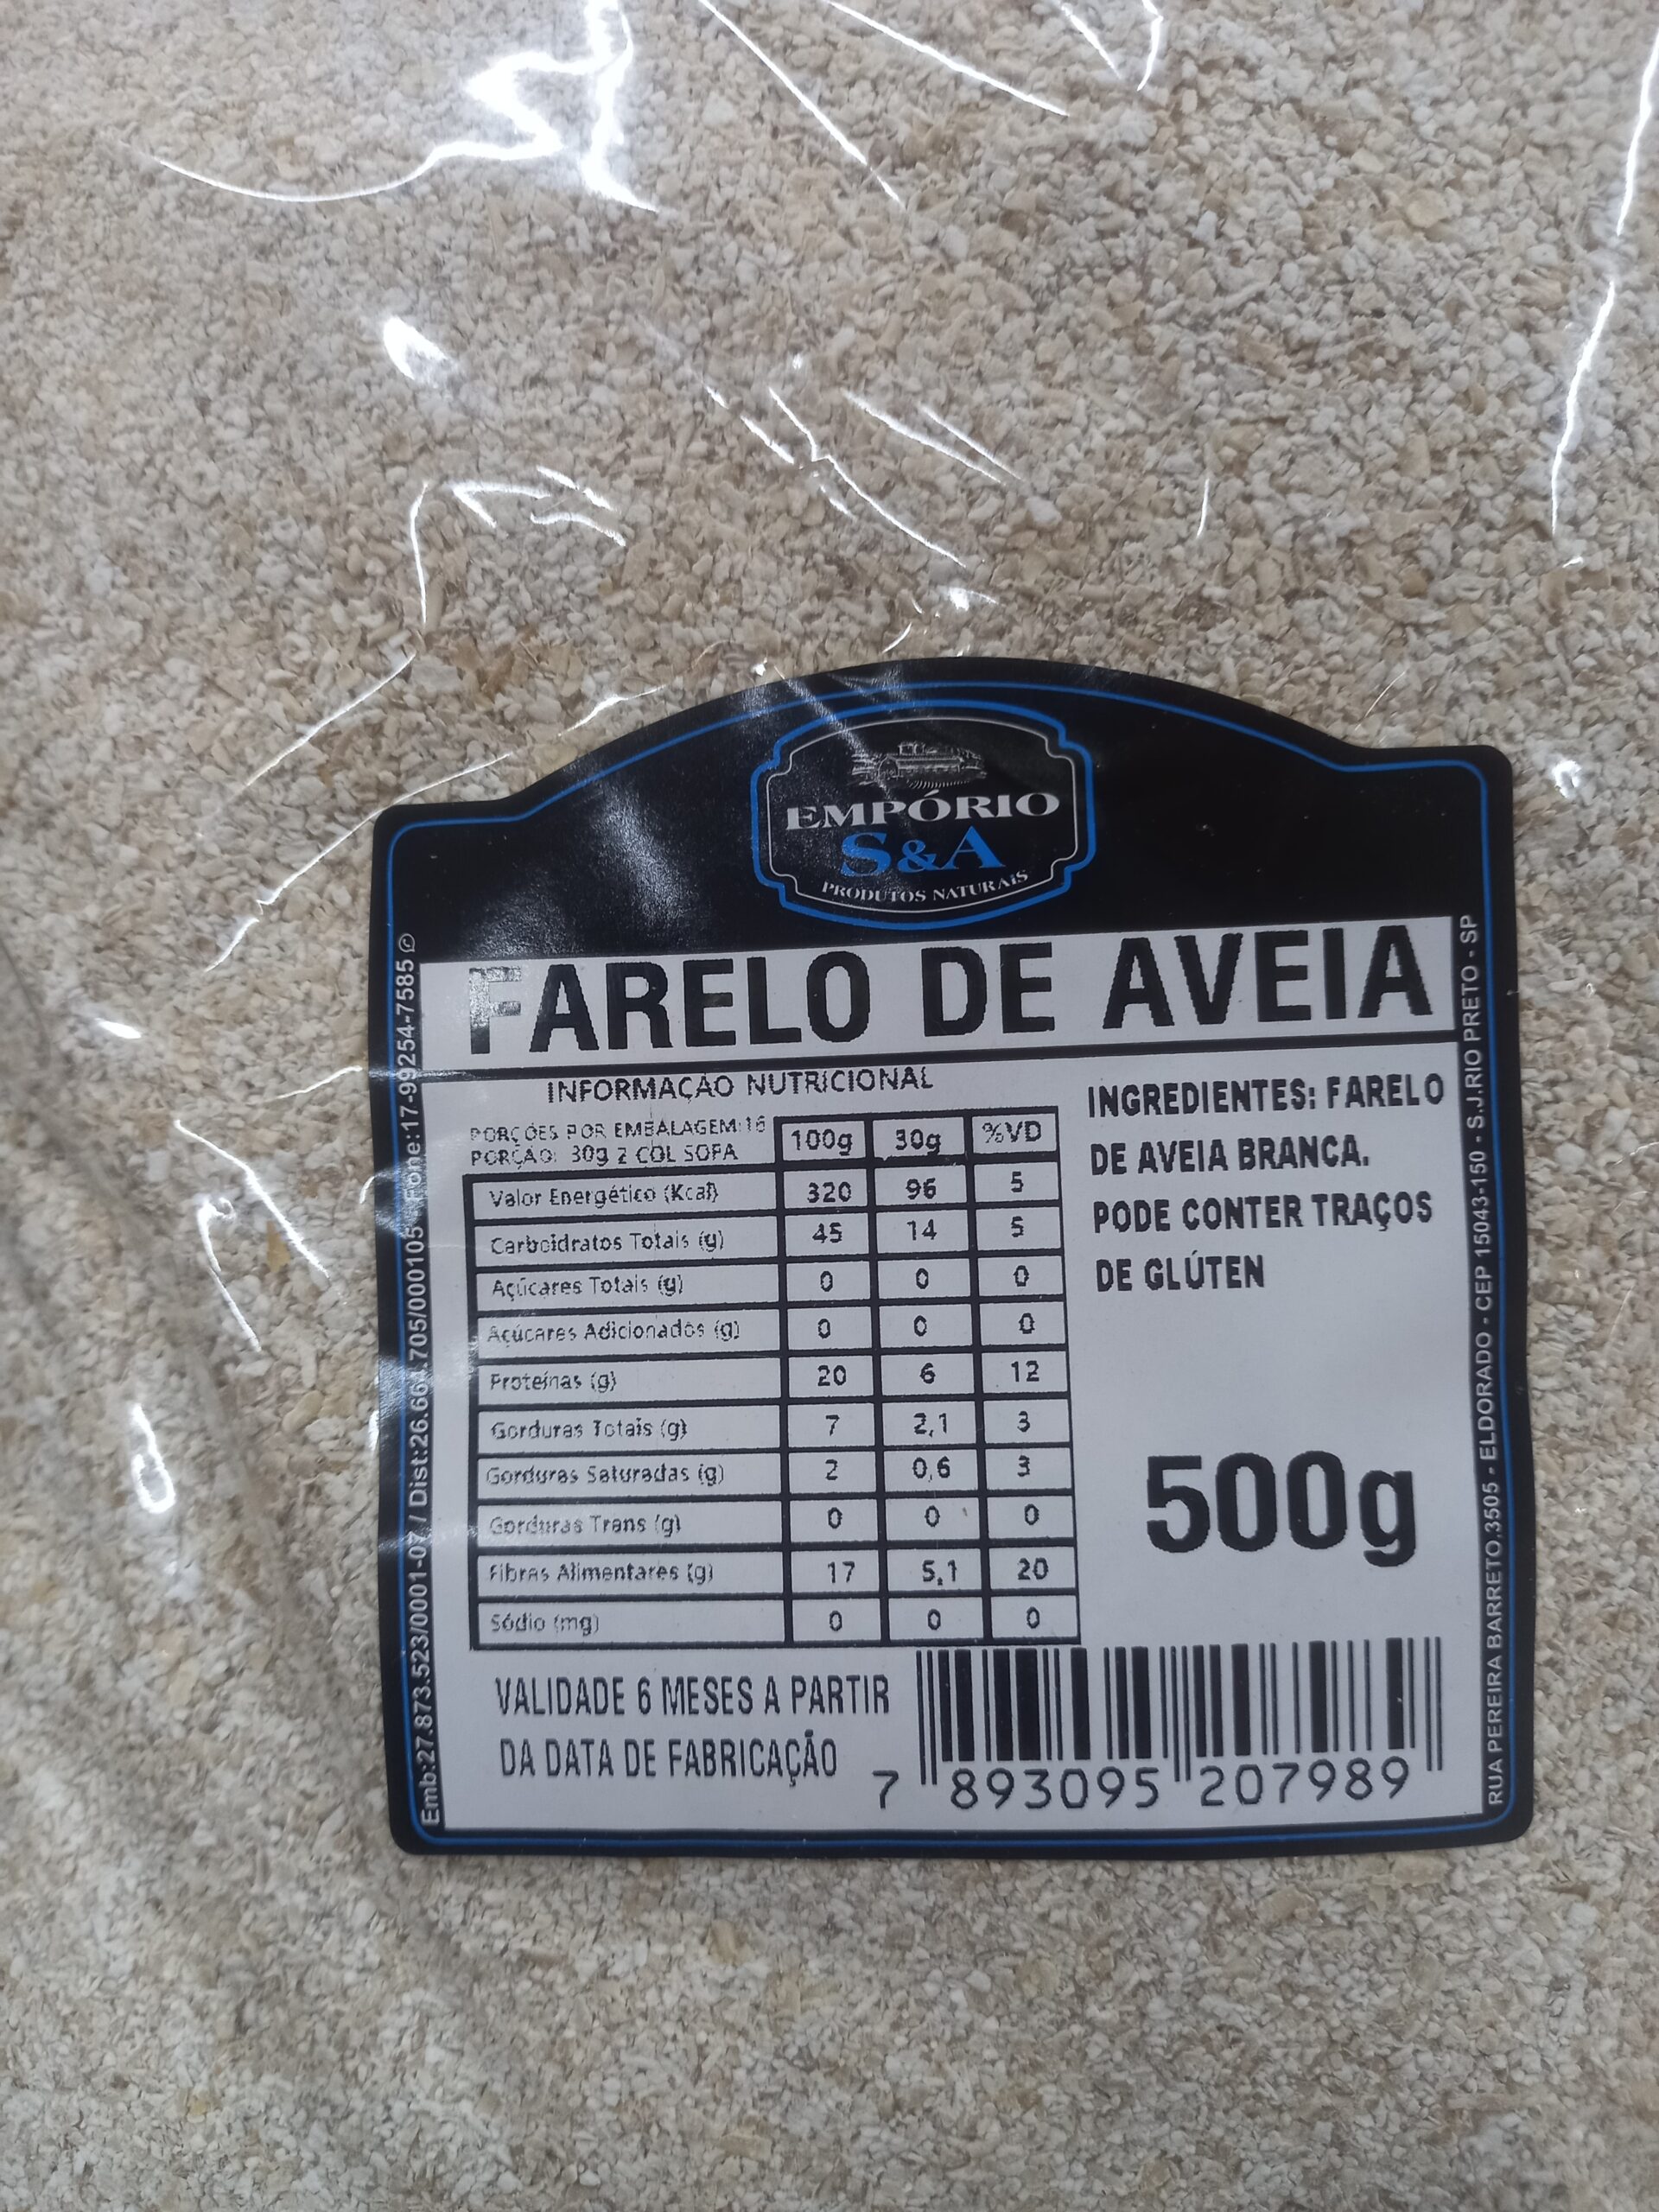 EMPÓRIO
S&A
PRODUTOS NATURAIS
FARELO DE AVEIA
INFORMAÇÃO NUTRICIONAL
PORÇOES POR EMBALAGEM:16
PORÇÃO: 30g 2 COL SOPA
100g 30g %VD
Valor Energético (Kcal) 320 96 5
Carboidratos Totais (g) 45 14 5
Açúcares Totais (g) 0 0 0
Açúcares Adicionados (g) 0 0 0
Proteínas (g) 20 6 12
Gorduras Totais (g) 7 2,1 3
Gorduras Saturadas (g) 2 0,6 3
Gorduras Trans (g) 0 0 0
Fibras Alimentares (g) 17 5,1 20
Sódio (mg) 0 0 0
INGREDIENTES: FARELO
DE AVEIA BRANCA.
PODE CONTER TRAÇOS
DE GLÚTEN
500g
VALIDADE 6 MESES A PARTIR
DA DATA DE FABRICAÇÃO
7 893095 207989
Emb:27.873.523/0001-07 / Fone:17-99254-7585
RUA PEREIRA BARRETO,3505 - ELDORADO - CEP 15043-150 - S.J.RIO PRETO - SP